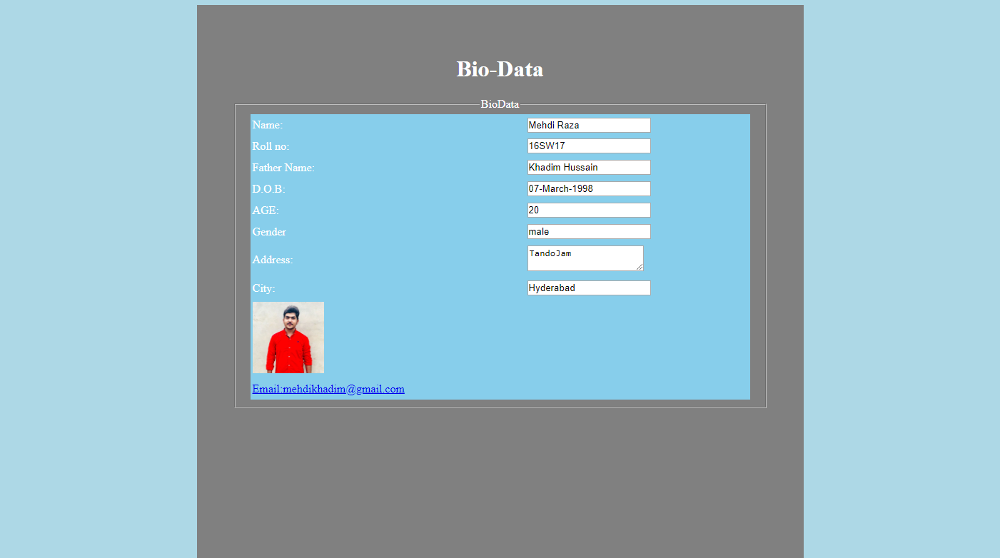 Bio-Data
BioData
Name: Mehdi Raza
Roll no: 16SW17
Father Name: Khadim Hussain
D.O.B: 07-March-1998
AGE: 20
Gender male
Address: TandoJam
City: Hyderabad
Email:mehdikhadim@gmail.com